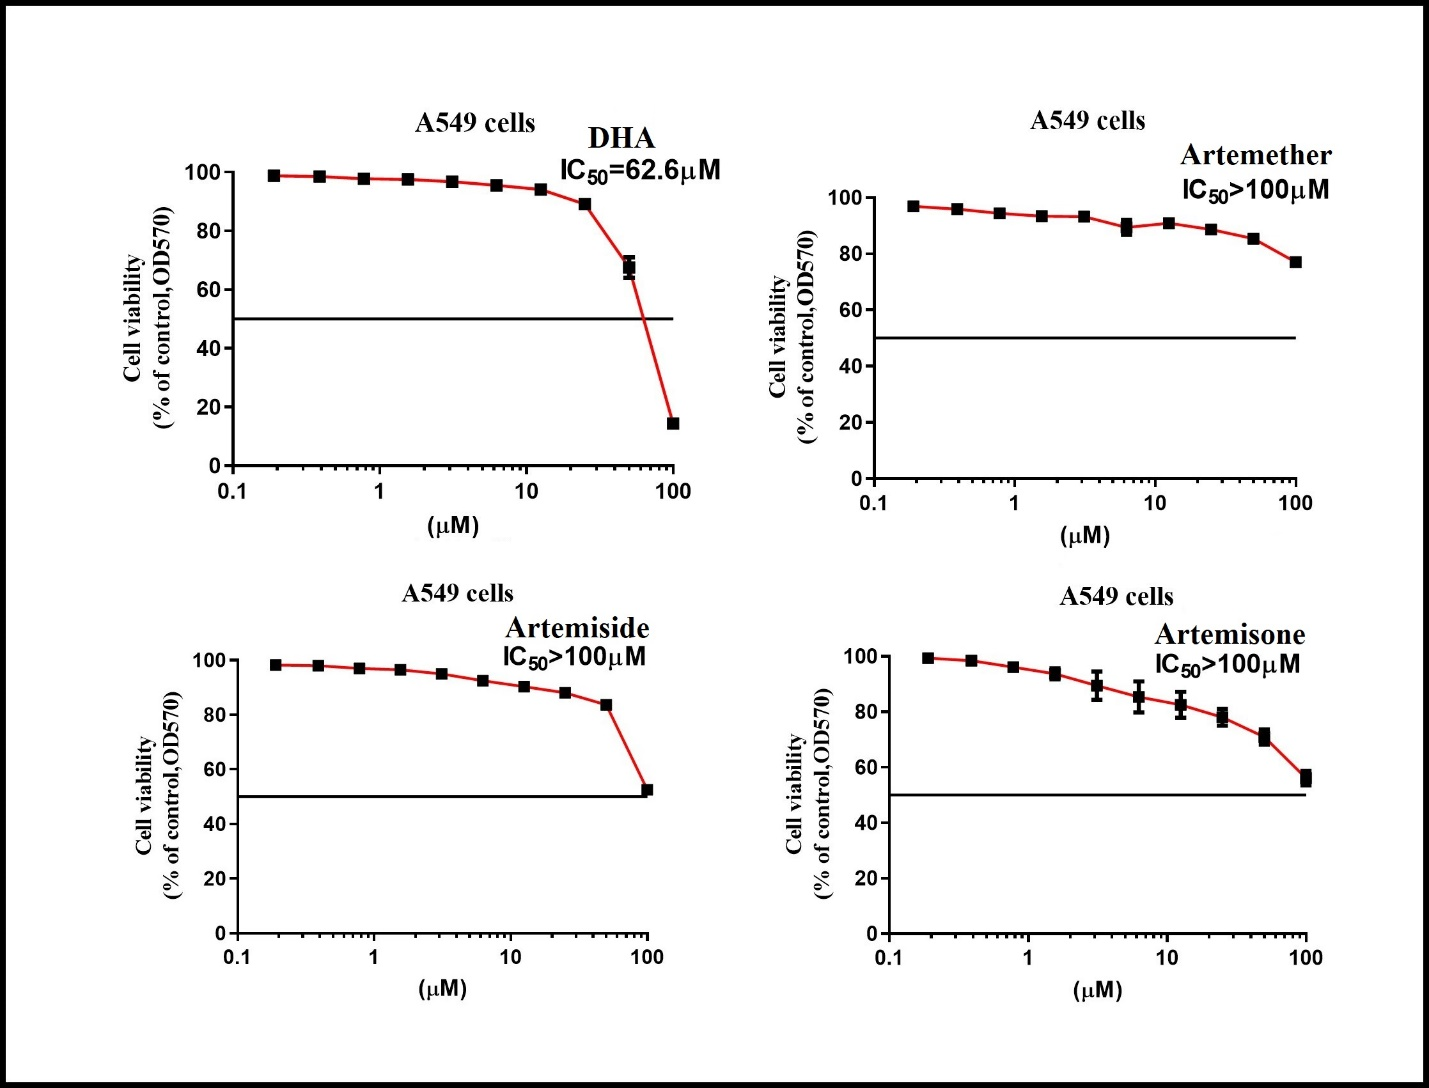 A549 cells
DHA
IC50=62.6μM
100
80
60
40
20
0
0.1
1
10
100
(μM)
Cell viability
(% of control,OD570)
A549 cells
Artemether
IC50>100μM
100
80
60
40
20
0
0.1
1
10
100
(μM)
Cell viability
(% of control,OD570)
A549 cells
Artemiside
IC50>100μM
100
80
60
40
20
0
0.1
1
10
100
(μM)
Cell viability
(% of control,OD570)
A549 cells
Artemisone
IC50>100μM
100
80
60
40
20
0
0.1
1
10
100
(μM)
Cell viability
(% of control,OD570)